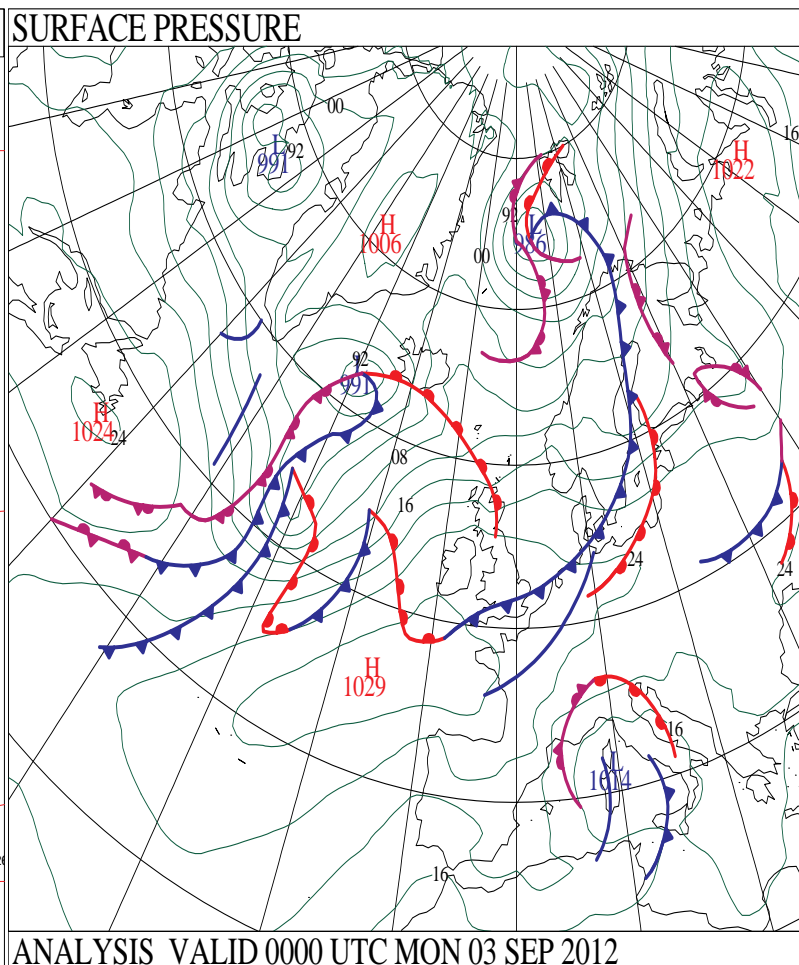 SURFACE PRESSURE
00
16
L
92
991
H
1022
H
1006
92
L
986
00
92
991
H
1024
24
08
16
24
24
H
1029
16
L
1014
16
ANALYSIS VALID 0000 UTC MON 03 SEP 2012